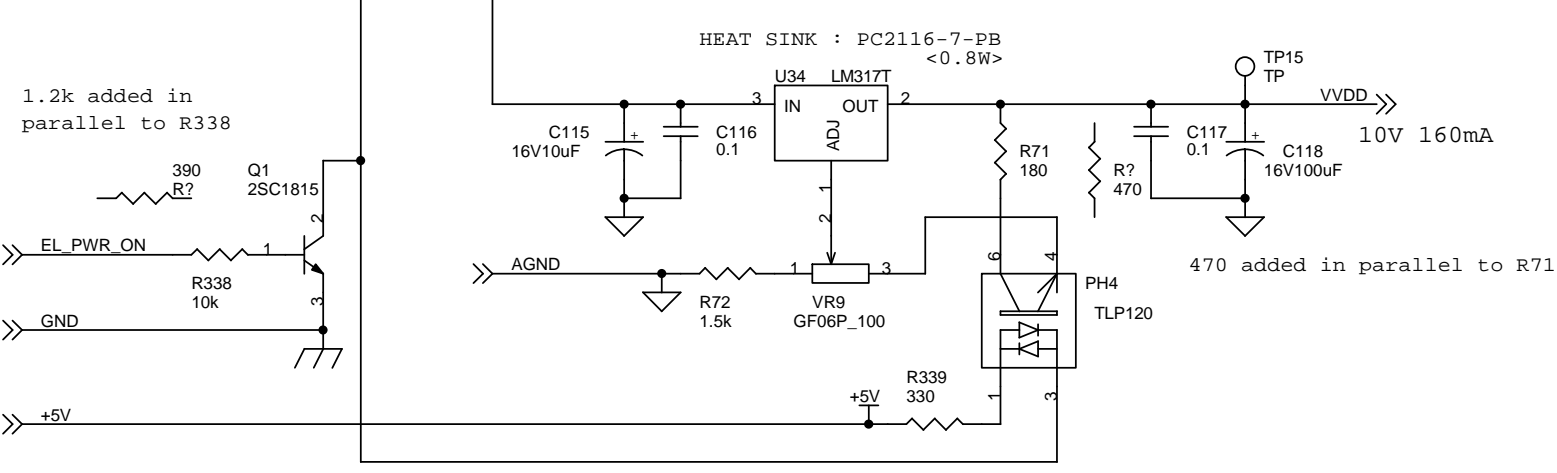 HEAT SINK : PC2116-7-PB
<0.8W>
1.2k added in
parallel to R338
390
R?
Q1
2SC1815
2
EL_PWR_ON
1
R338
10k
3
GND
+5V
C115
16V10uF
+
C116
0.1
3
U34
LM317T
IN
OUT
ADJ
2
1
2
AGND
R72
1.5k
1
3
VR9
GF06P_100
R71
180
R?
470
C117
0.1
+
C118
16V100uF
TP15
TP
VVDD
10V 160mA
470 added in parallel to R71
6
4
PH4
TLP120
1
3
R339
330
+5V